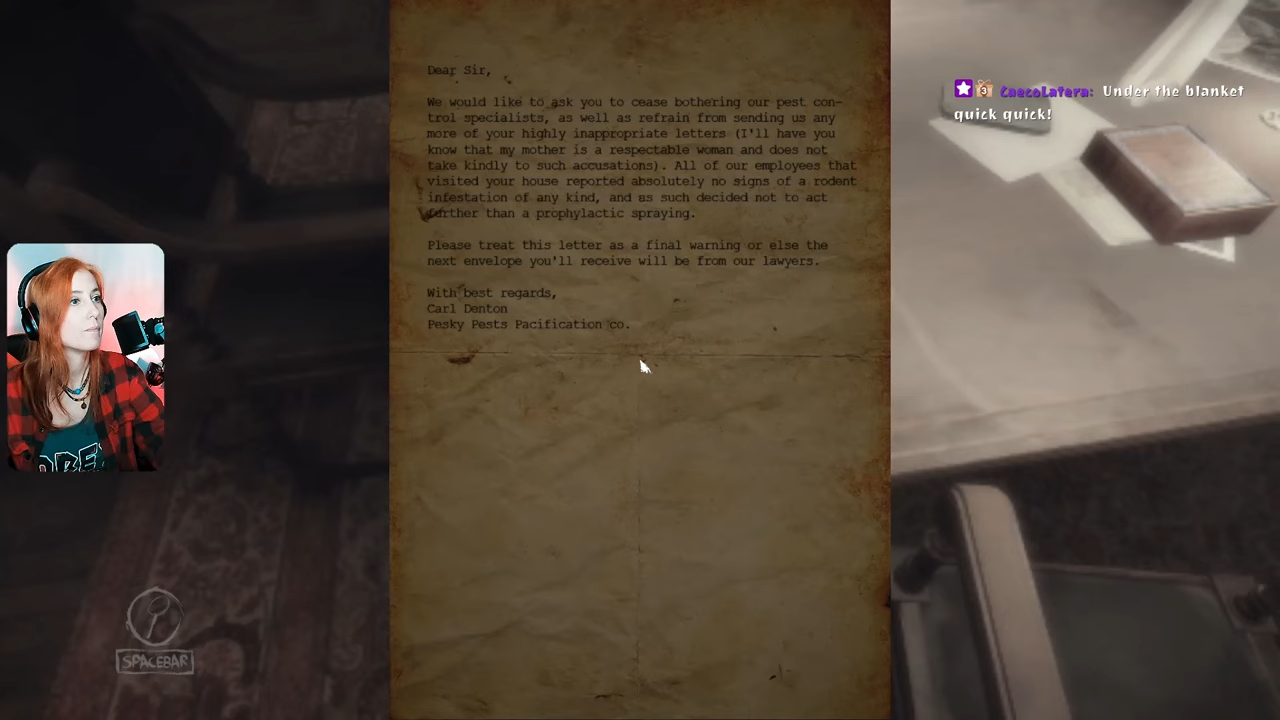 Dear Sir,
We would like to ask you to cease bothering our pest con-
trol specialists, as well as refrain from sending us any
more of your highly inappropriate letters (I'll have you
know that my mother is a respectable woman and does not
take kindly to such accusations). All of our employees that
visited your house reported absolutely no signs of a rodent
infestation of any kind, and as such decided not to act
further than a prophylactic spraying.
Please treat this letter as a final warning or else the
next envelope you'll receive will be from our lawyers.
With best regards,
Carl Denton
Pesky Pests Pacification co.
3 CaecoLatera: Under the blanket
quick quick!
SPACEBAR